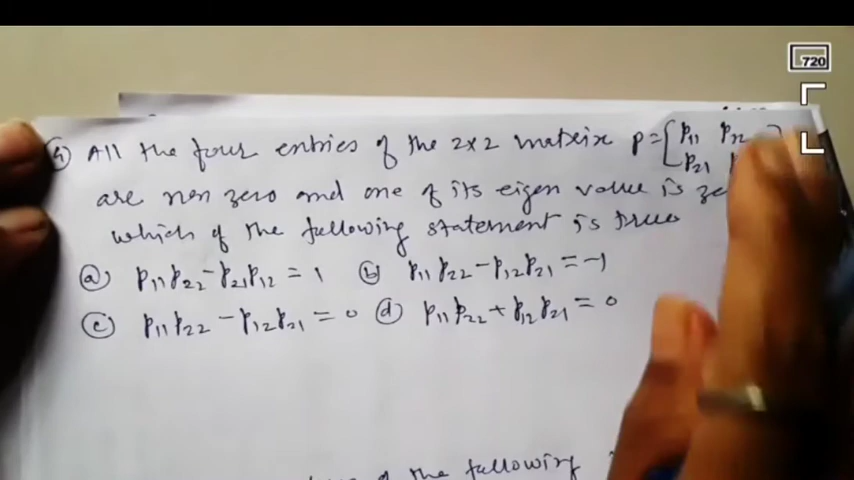 720
4) All the four entries of the 2x2 matrix P = [P11 P12
P21
are non zero and one of its eigen value is
which of the following statement is true
(a) P11P22 - P21P12 = 1 (b) P11P22 - P12P21 = -1
(c) P11P22 - P12P21 = 0 (d) P11P22 + P12P21 = 0
of the following